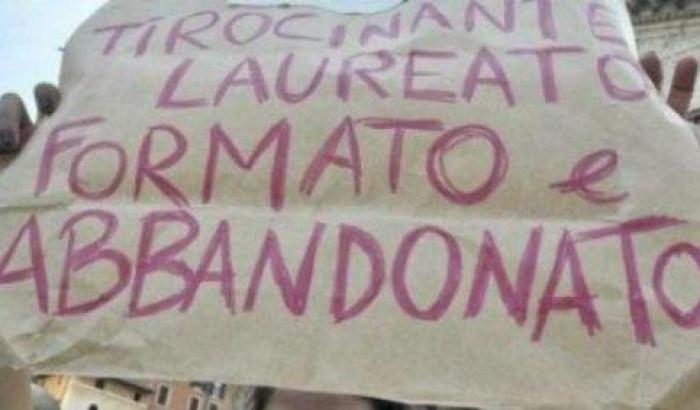 TIROCINANTE
LAUREATO
FORMATO e
ABBANDONATO